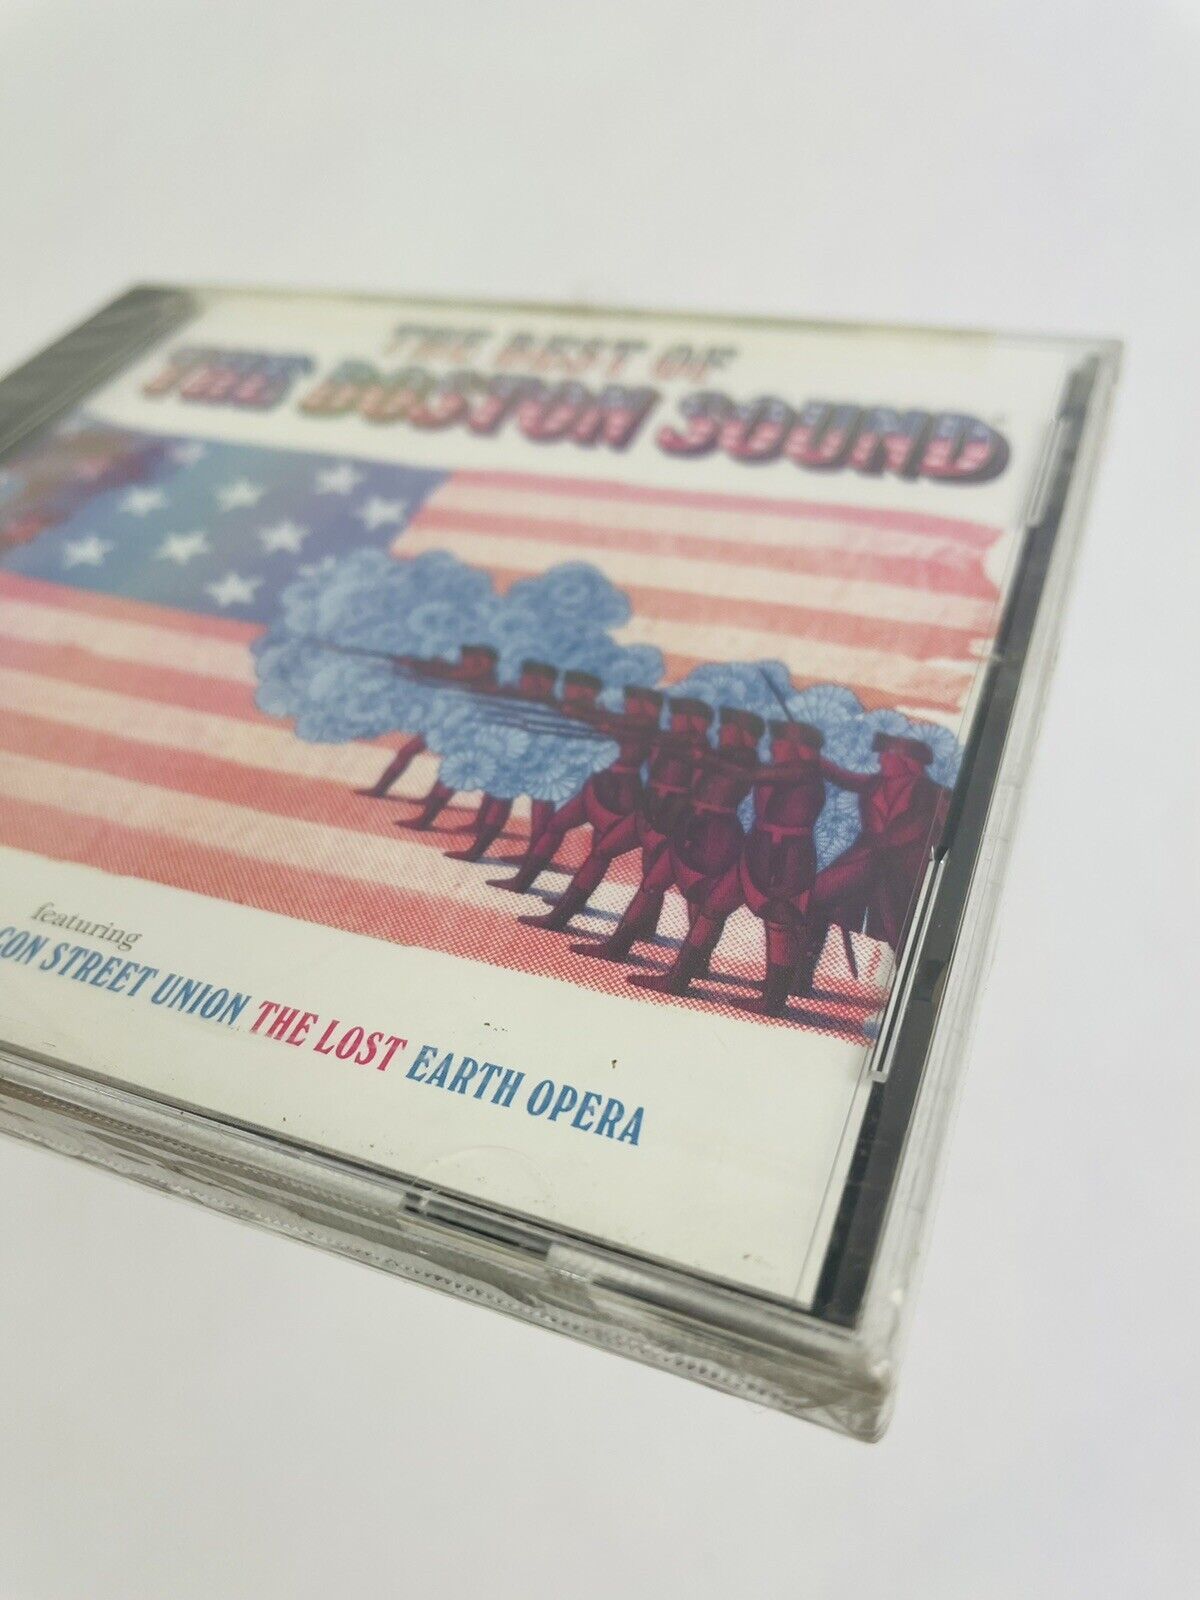 THE BEST OF
THE BOSTON SOUND
featuring
CON STREET UNION THE LOST EARTH OPERA